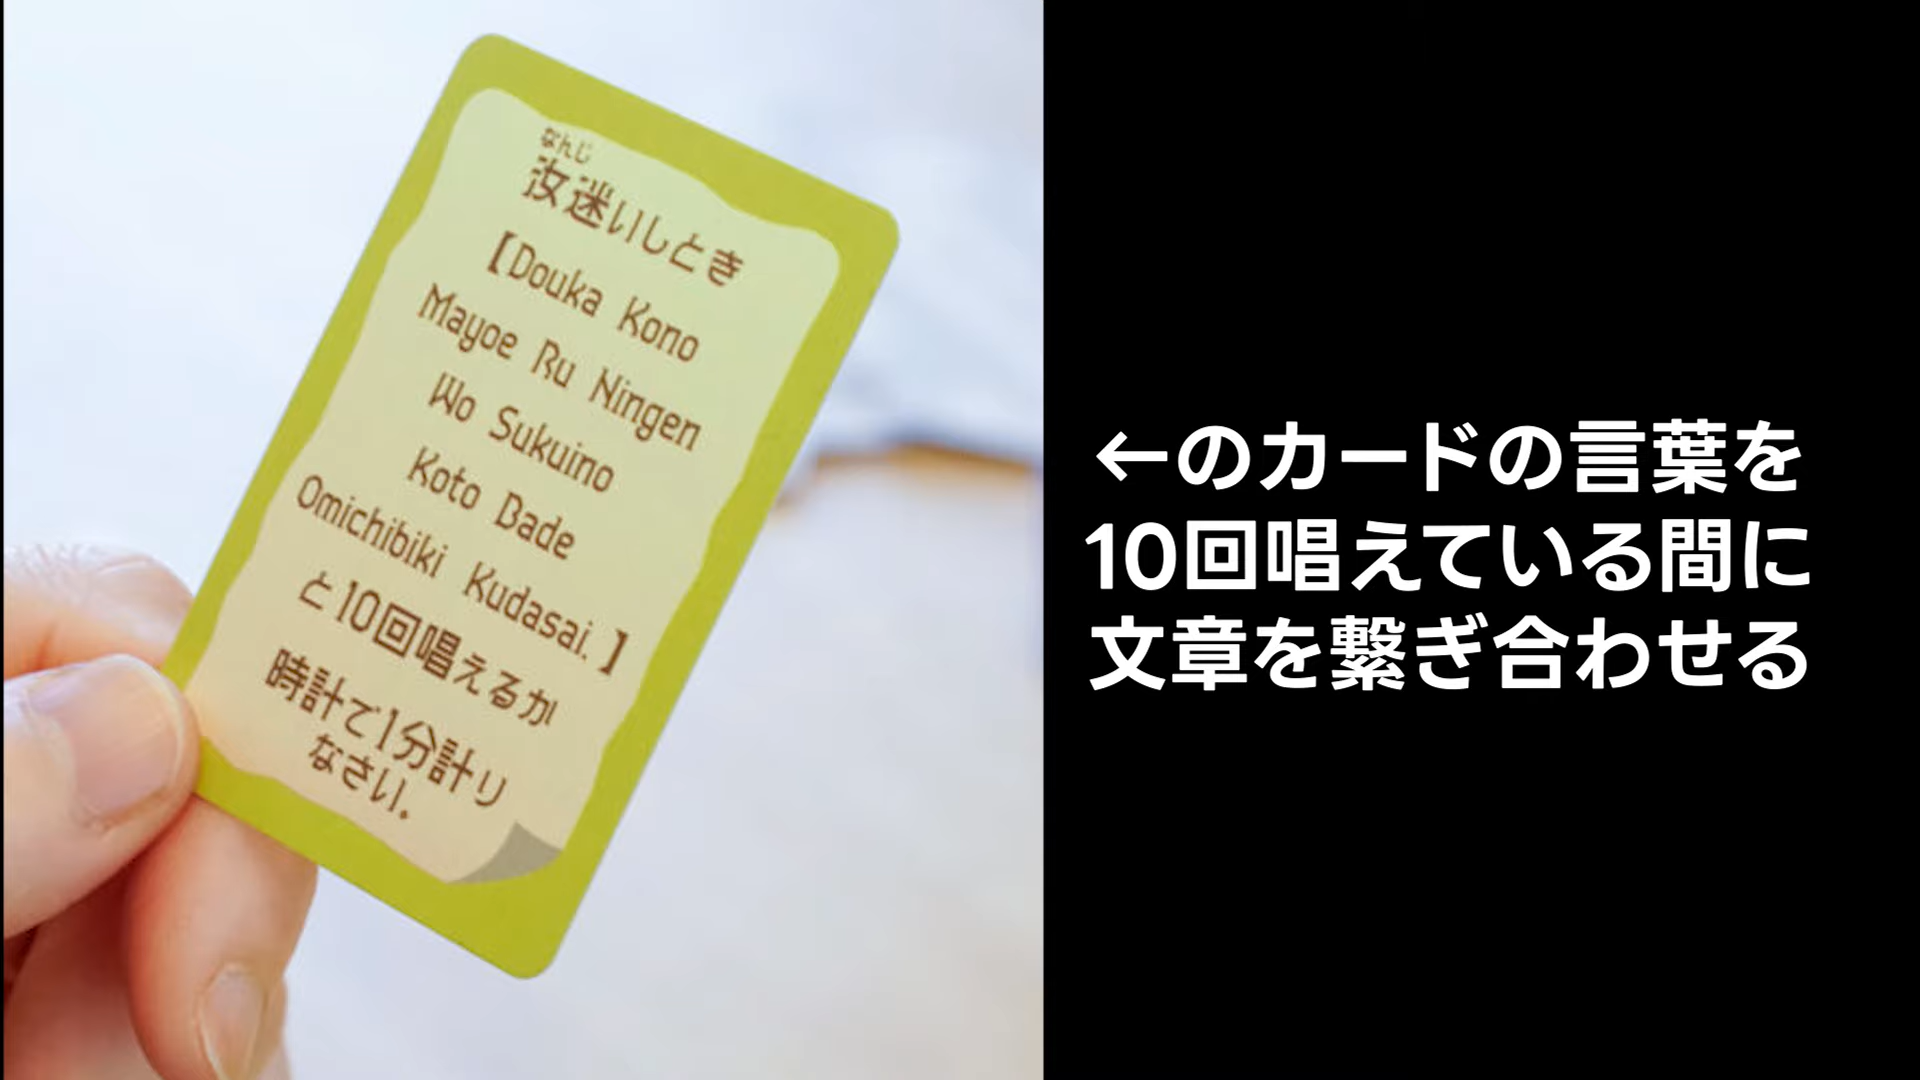 なんじ
汝迷いしとき
【Douka Kono
Mayoe Ru Ningen
Wo Sukuino
Koto Bade
Omichibiki Kudasai.】
と10回唱えるか
時計で1分計り
なさい。
←のカードの言葉を
10回唱えている間に
文章を繋ぎ合わせる